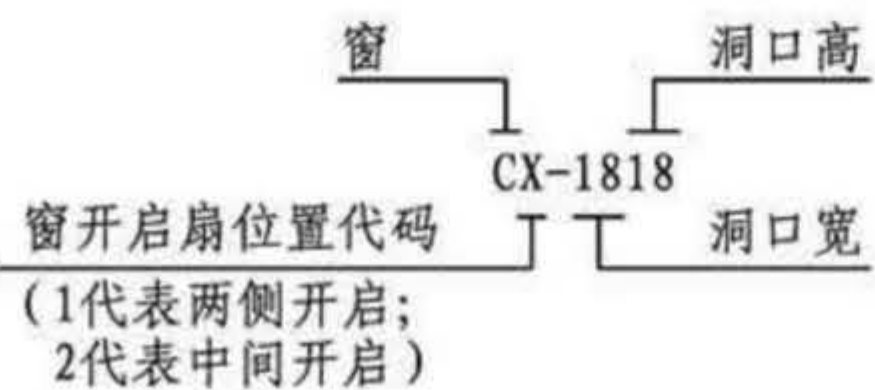 窗
洞口高
CX-1818
窗开启扇位置代码
洞口宽
(1代表两侧开启;
2代表中间开启)